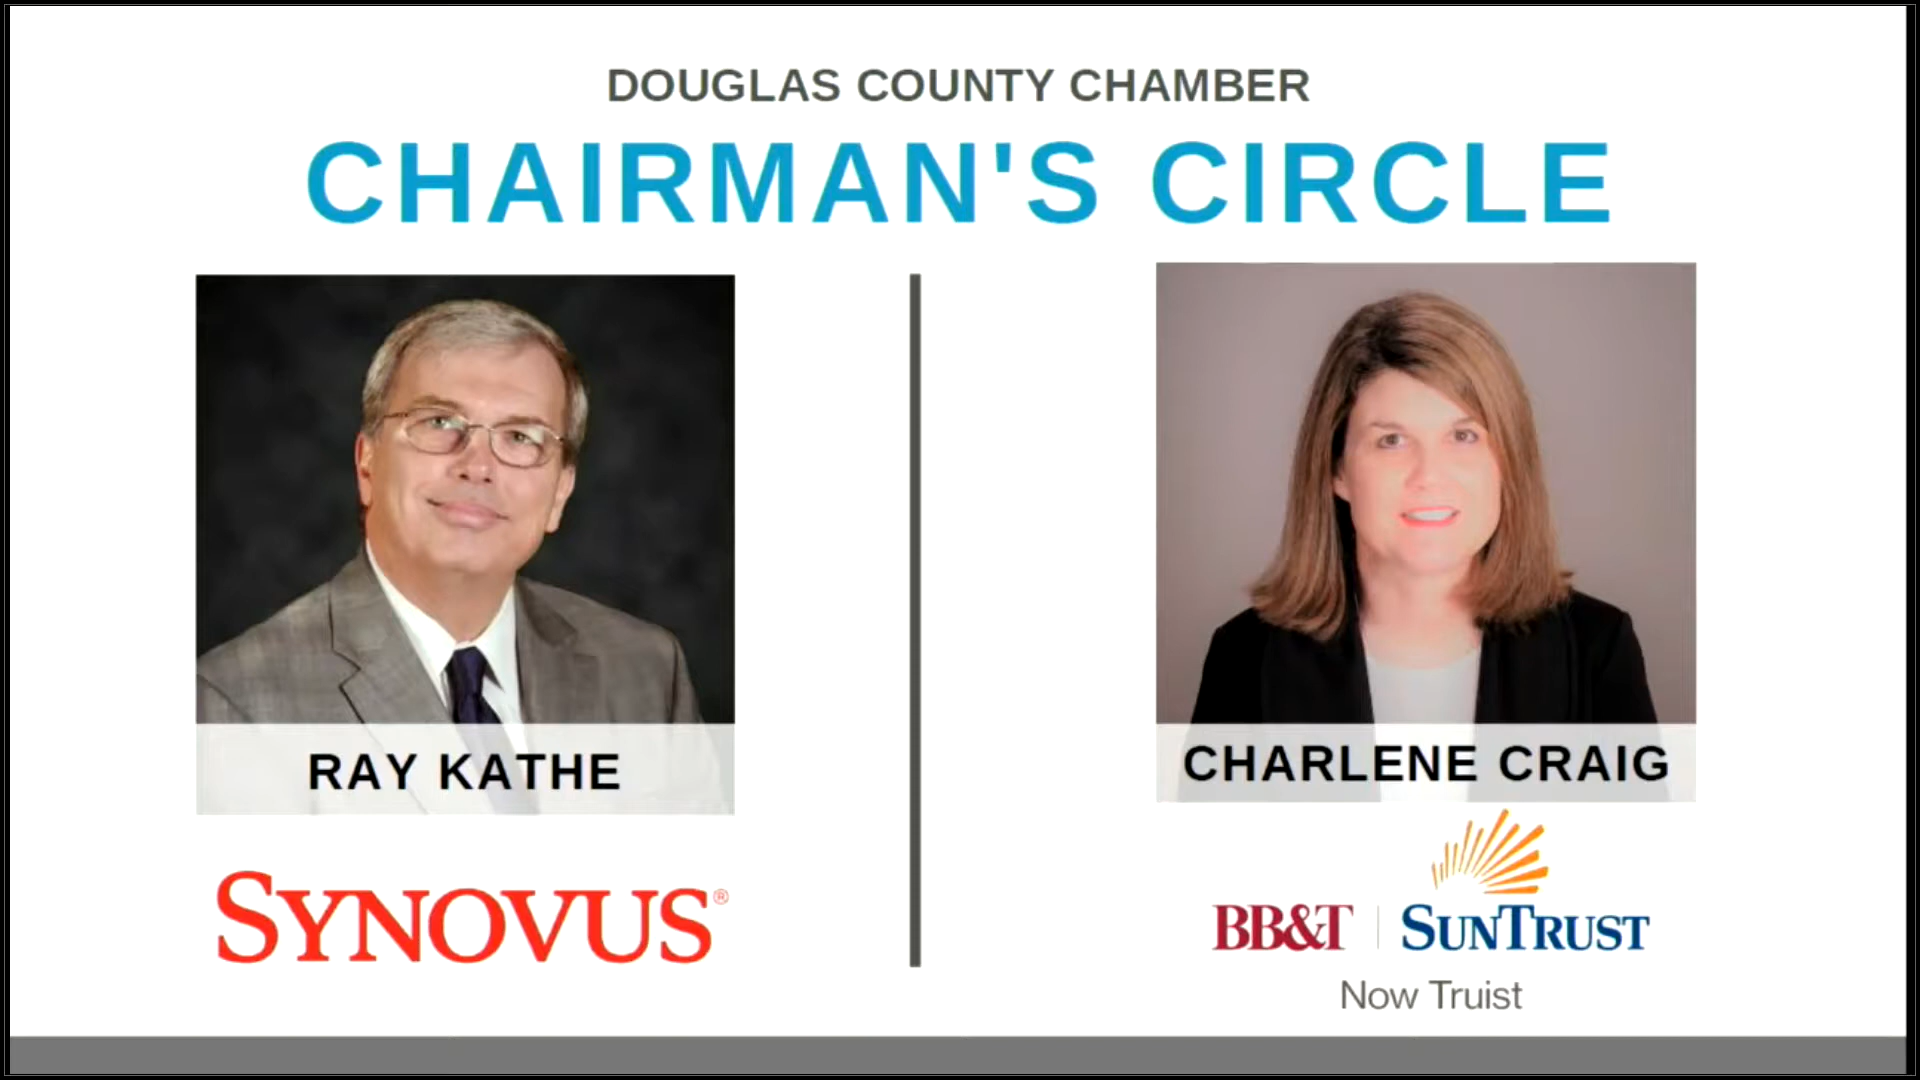 DOUGLAS COUNTY CHAMBER
CHAIRMAN'S CIRCLE
RAY KATHE
SYNOVUS®
CHARLENE CRAIG
BB&T | SUNTRUST
Now Truist